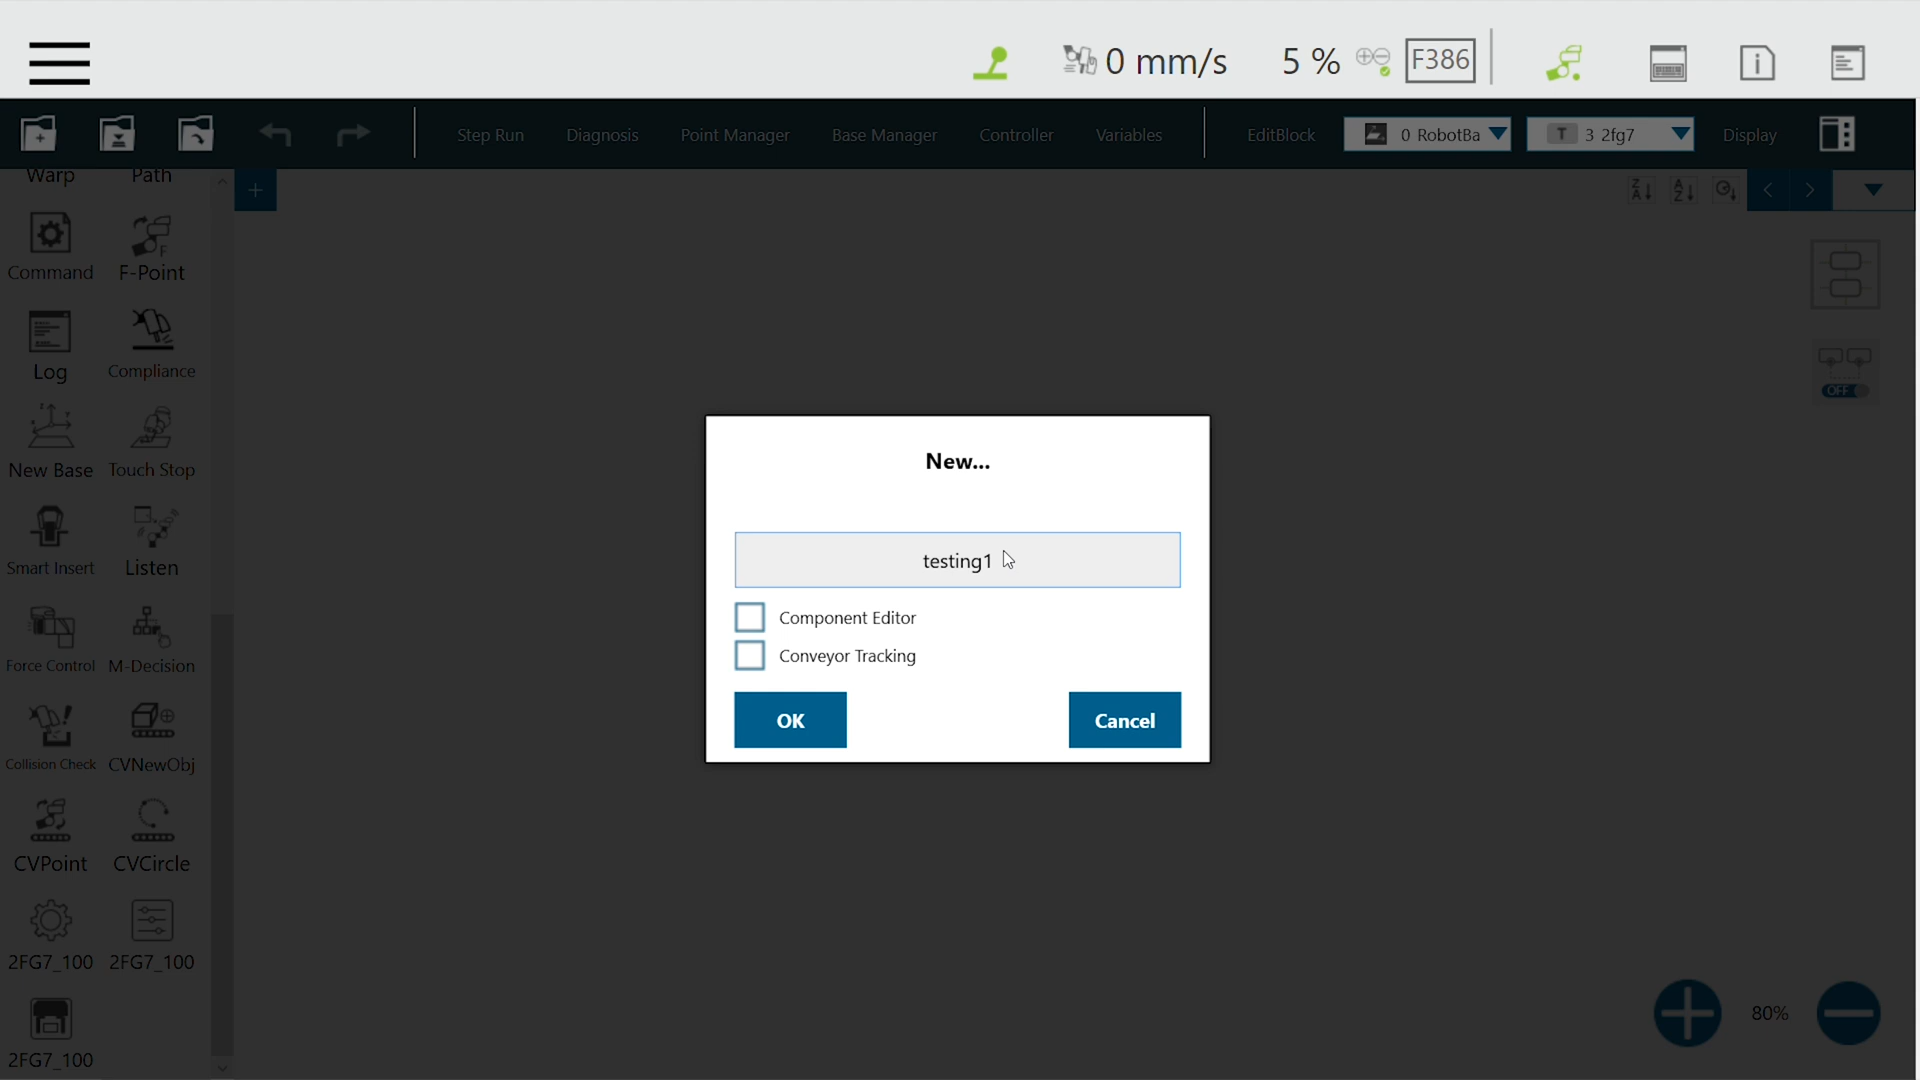 0 mm/s 5 % F386
Step Run Diagnosis Point Manager Base Manager Controller Variables EditBlock 0 RobotBa T 3 2fg7 Display
Warp Path
+ Z A A Z < >
Command F-Point
F
OFF
Log Compliance
New Base Touch Stop
New...
Smart Insert Listen
testing1
Component Editor
Force Control M-Decision
Conveyor Tracking
OK Cancel
Collision Check CVNewObj
CVPoint CVCircle
2FG7_100 2FG7_100
80%
2FG7_100